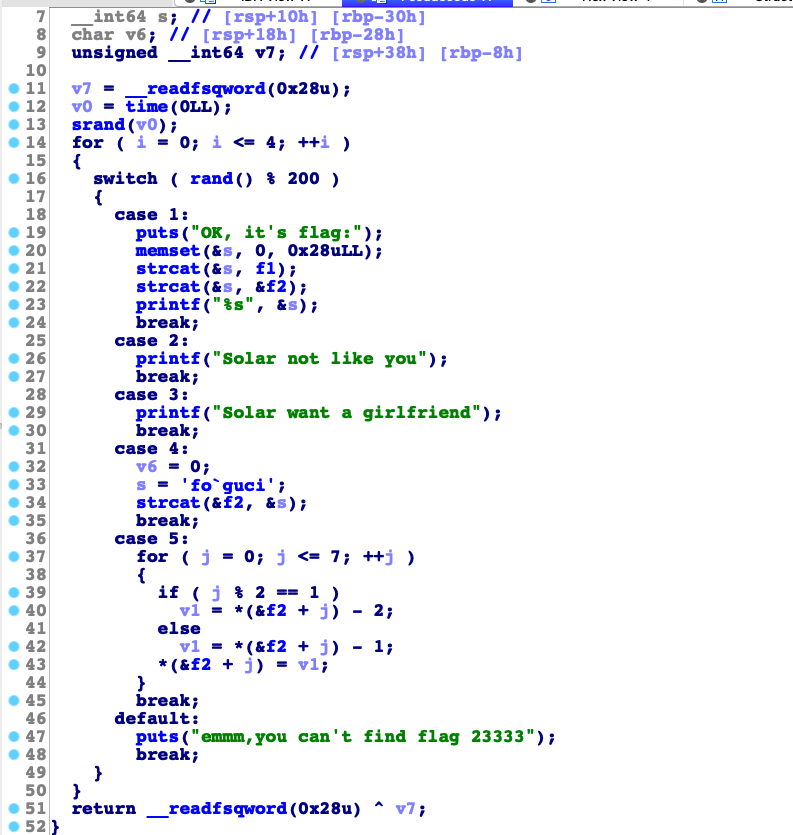 7 __int64 s; // [rsp+10h] [rbp-30h]
8 char v6; // [rsp+18h] [rbp-28h]
9 unsigned __int64 v7; // [rsp+38h] [rbp-8h]
10
11 v7 = __readfsqword(0x28u);
12 v0 = time(0LL);
13 srand(v0);
14 for ( i = 0; i <= 4; ++i )
15 {
16 switch ( rand() % 200 )
17 {
18 case 1:
19 puts("OK, it's flag:");
20 memset(&s, 0, 0x28uLL);
21 strcat(&s, f1);
22 strcat(&s, &f2);
23 printf("%s", &s);
24 break;
25 case 2:
26 printf("Solar not like you");
27 break;
28 case 3:
29 printf("Solar want a girlfriend");
30 break;
31 case 4:
32 v6 = 0;
33 s = 'fo`guci';
34 strcat(&f2, &s);
35 break;
36 case 5:
37 for ( j = 0; j <= 7; ++j )
38 {
39 if ( j % 2 == 1 )
40 v1 = *(&f2 + j) - 2;
41 else
42 v1 = *(&f2 + j) - 1;
43 *(&f2 + j) = v1;
44 }
45 break;
46 default:
47 puts("emmm,you can't find flag 23333");
48 break;
49 }
50 }
51 return __readfsqword(0x28u) ^ v7;
52 }